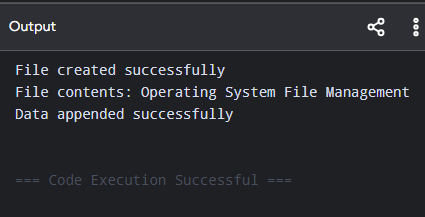 Output
File created successfully
File contents: Operating System File Management
Data appended successfully
=== Code Execution Successful ===